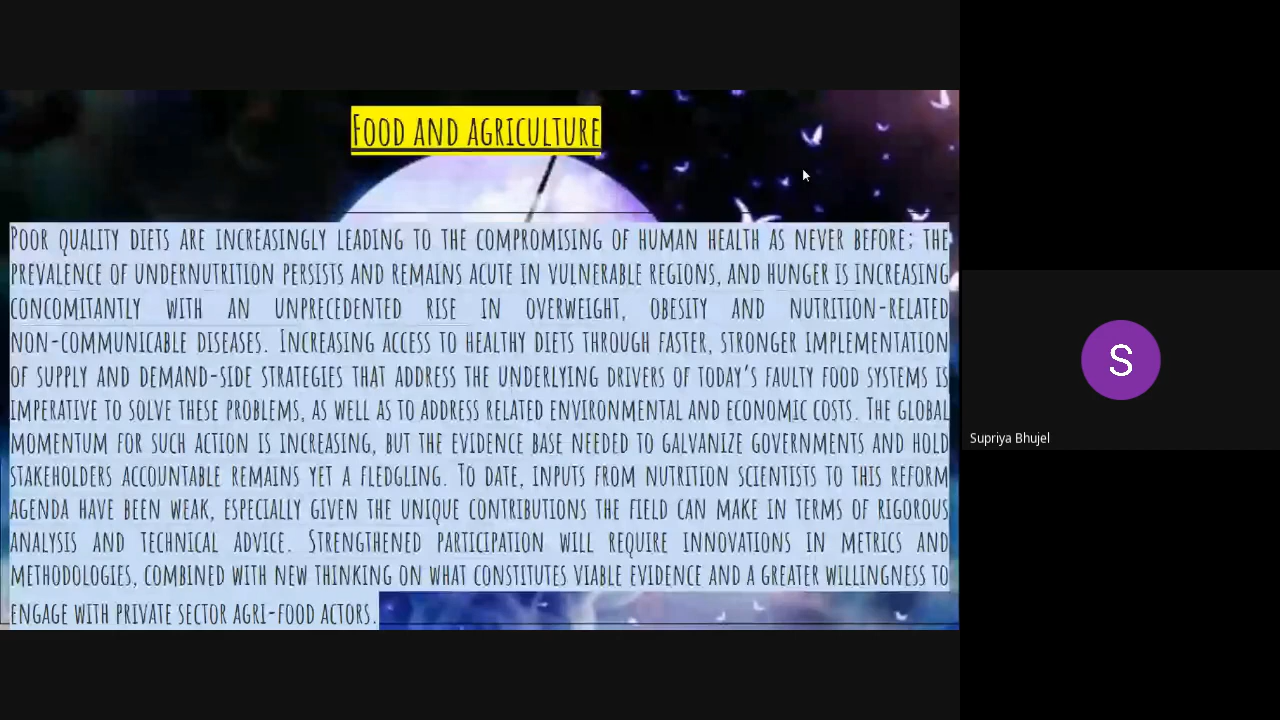 Food and agriculture
Poor quality diets are increasingly leading to the compromising of human health as never before; the
prevalence of undernutrition persists and remains acute in vulnerable regions, and hunger is increasing
concomitantly with an unprecedented rise in overweight, obesity and nutrition-related
non-communicable diseases. Increasing access to healthy diets through faster, stronger implementation
of supply and demand-side strategies that address the underlying drivers of today's faulty food systems is
imperative to solve these problems, as well as to address related environmental and economic costs. The global
momentum for such action is increasing, but the evidence base needed to galvanize governments and hold
stakeholders accountable remains yet a fledgling. To date, inputs from nutrition scientists to this reform
agenda have been weak, especially given the unique contributions the field can make in terms of rigorous
analysis and technical advice. Strengthened participation will require innovations in metrics and
methodologies, combined with new thinking on what constitutes viable evidence and a greater willingness to
engage with private sector agri-food actors.
S
Supriya Bhujel